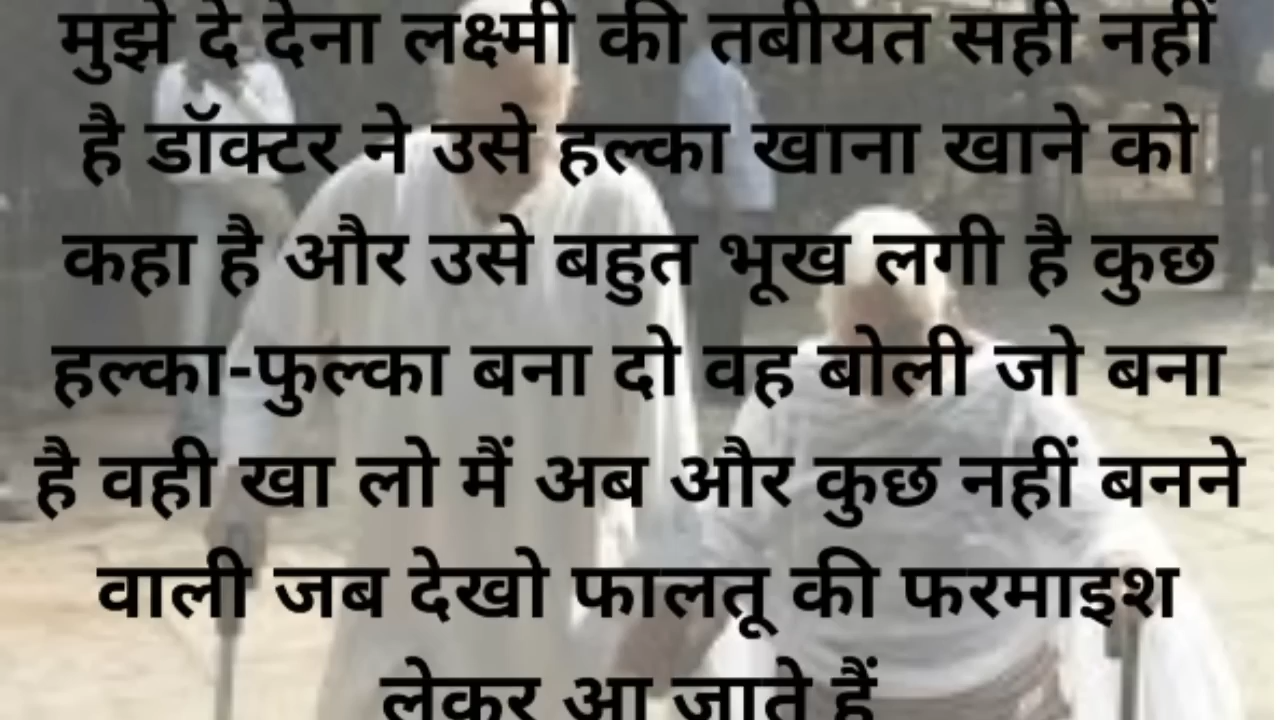 मुझे दे देना लक्ष्मी की तबीयत सही नहीं
है डॉक्टर ने उसे हल्का खाना खाने को
कहा है और उसे बहुत भूख लगी है कुछ
हल्का-फुल्का बना दो वह बोली जो बना
है वही खा लो मैं अब और कुछ नहीं बनने
वाली जब देखो फालतू की फरमाइश
लेकर आ जाते हैं